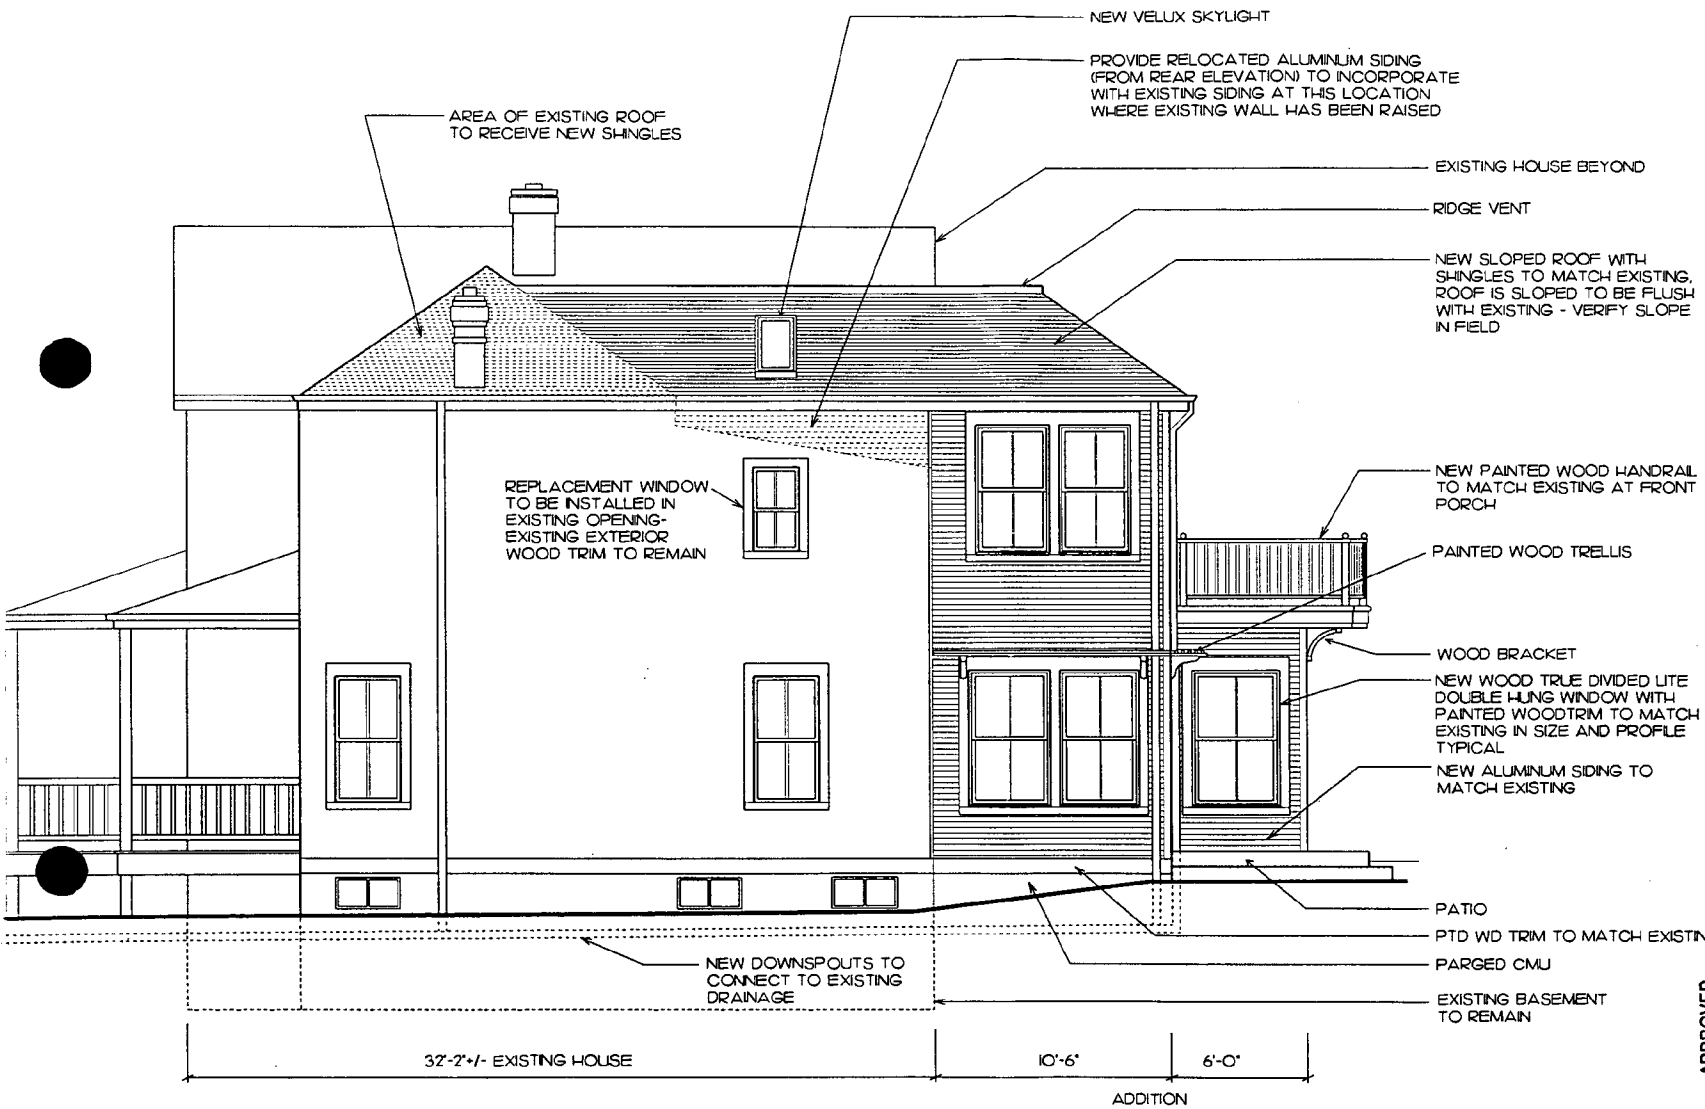 NEW VELUX SKYLIGHT
PROVIDE RELOCATED ALUMINUM SIDING
(FROM REAR ELEVATION) TO INCORPORATE
WITH EXISTING SIDING AT THIS LOCATION
WHERE EXISTING WALL HAS BEEN RAISED
AREA OF EXISTING ROOF
TO RECEIVE NEW SHINGLES
EXISTING HOUSE BEYOND
RIDGE VENT
NEW SLOPED ROOF WITH
SHINGLES TO MATCH EXISTING,
ROOF IS SLOPED TO BE FLUSH
WITH EXISTING - VERIFY SLOPE
IN FIELD
REPLACEMENT WINDOW
TO BE INSTALLED IN
EXISTING OPENING-
EXISTING EXTERIOR
WOOD TRIM TO REMAIN
NEW PAINTED WOOD HANDRAIL
TO MATCH EXISTING AT FRONT
PORCH
PAINTED WOOD TRELLIS
WOOD BRACKET
NEW WOOD TRUE DIVIDED LITE
DOUBLE HUNG WINDOW WITH
PAINTED WOODTRIM TO MATCH
EXISTING IN SIZE AND PROFILE
TYPICAL
NEW ALUMINUM SIDING TO
MATCH EXISTING
PATIO
PTD WD TRIM TO MATCH EXISTIN
PARGED CMU
EXISTING BASEMENT
TO REMAIN
NEW DOWNSPOUTS TO
CONNECT TO EXISTING
DRAINAGE
32'-2"+/- EXISTING HOUSE
10'-6"
6'-0"
ADDITION
APPROVED